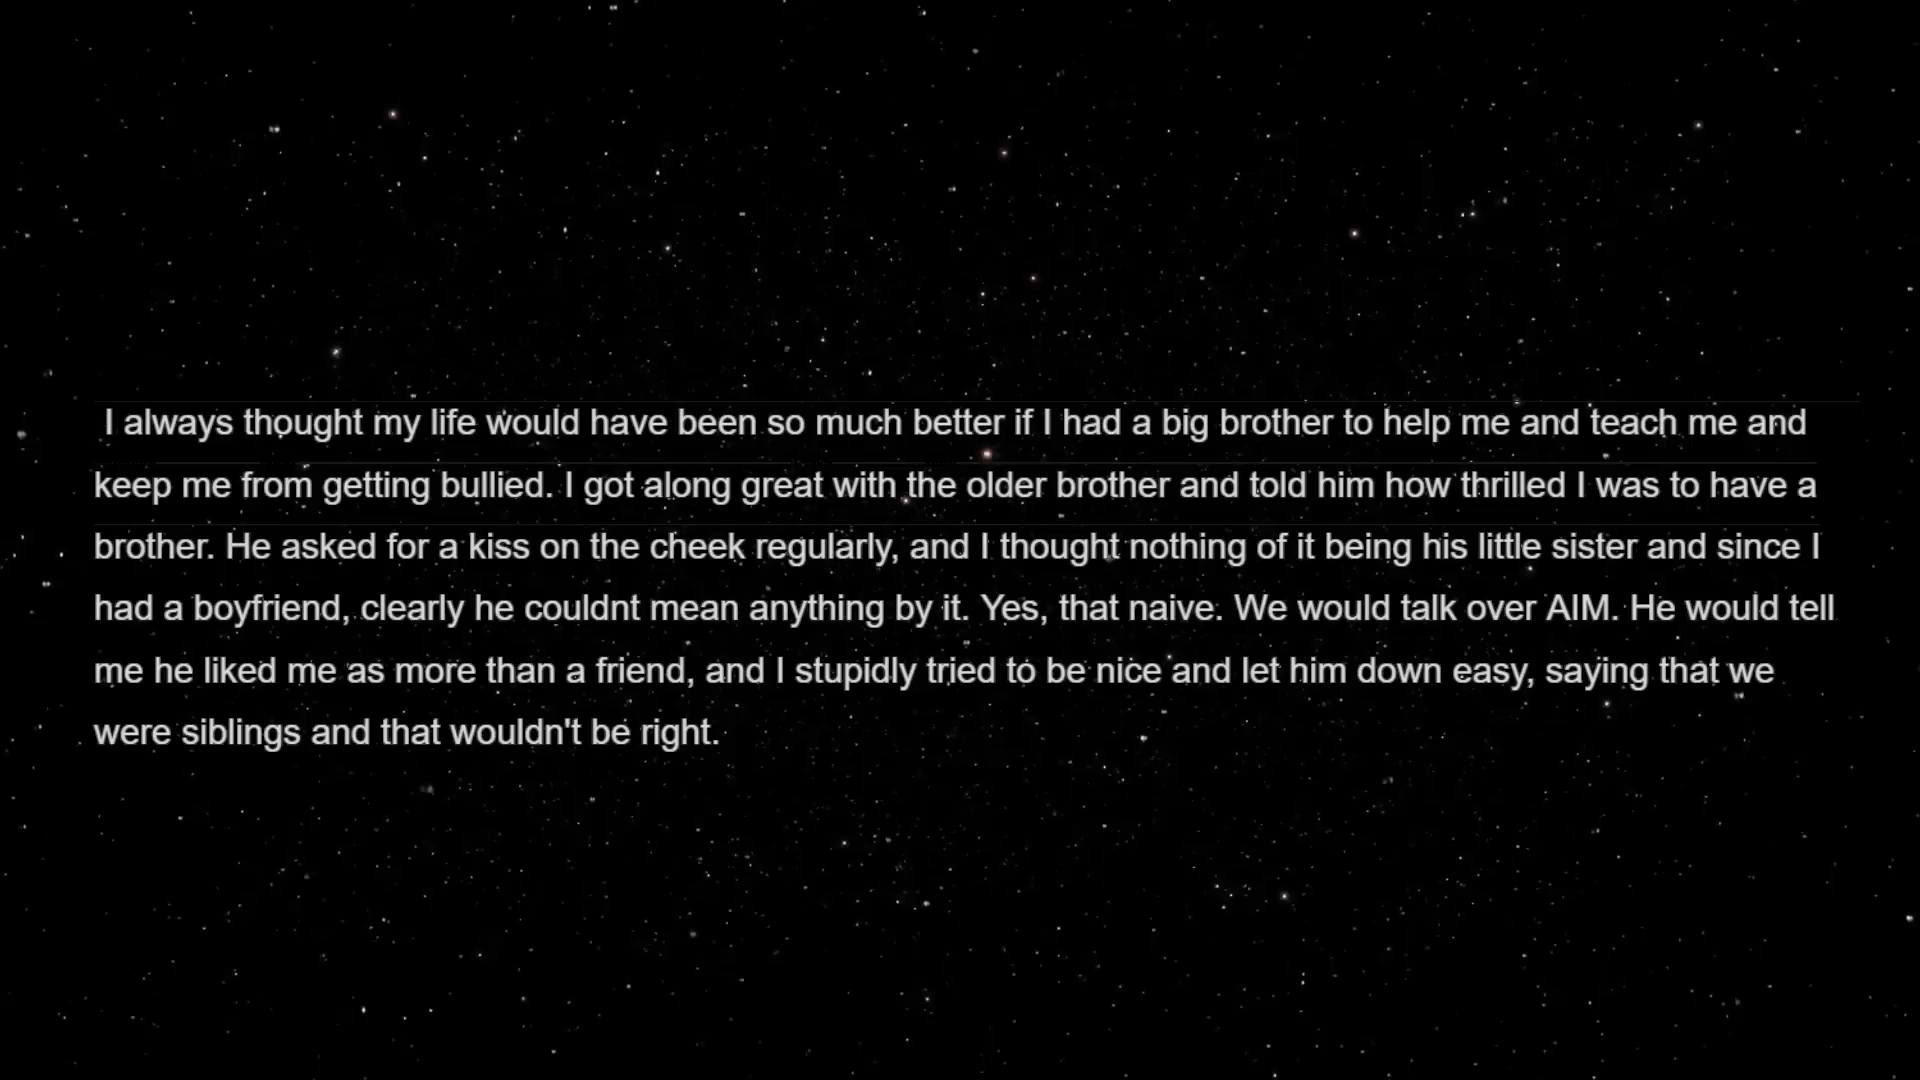 I always thought my life would have been so much better if I had a big brother to help me and teach me and
keep me from getting bullied. I got along great with the older brother and told him how thrilled I was to have a
brother. He asked for a kiss on the cheek regularly, and I thought nothing of it being his little sister and since I
had a boyfriend, clearly he couldnt mean anything by it. Yes, that naive. We would talk over AIM. He would tell
me he liked me as more than a friend, and I stupidly tried to be nice and let him down easy, saying that we
were siblings and that wouldn't be right.